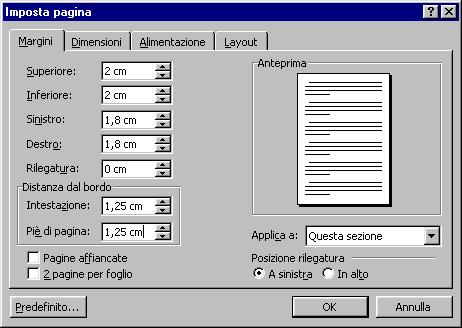 Imposta pagina
Margini Dimensioni Alimentazione Layout
Superiore: 2 cm
Inferiore: 2 cm
Sinistro: 1,8 cm
Destro: 1,8 cm
Rilegatura: 0 cm
Distanza dal bordo
Intestazione: 1,25 cm
Piè di pagina: 1,25 cm
Pagine affiancate
2 pagine per foglio
Anteprima
Applica a: Questa sezione
Posizione rilegatura
A sinistra In alto
Predefinito... OK Annulla